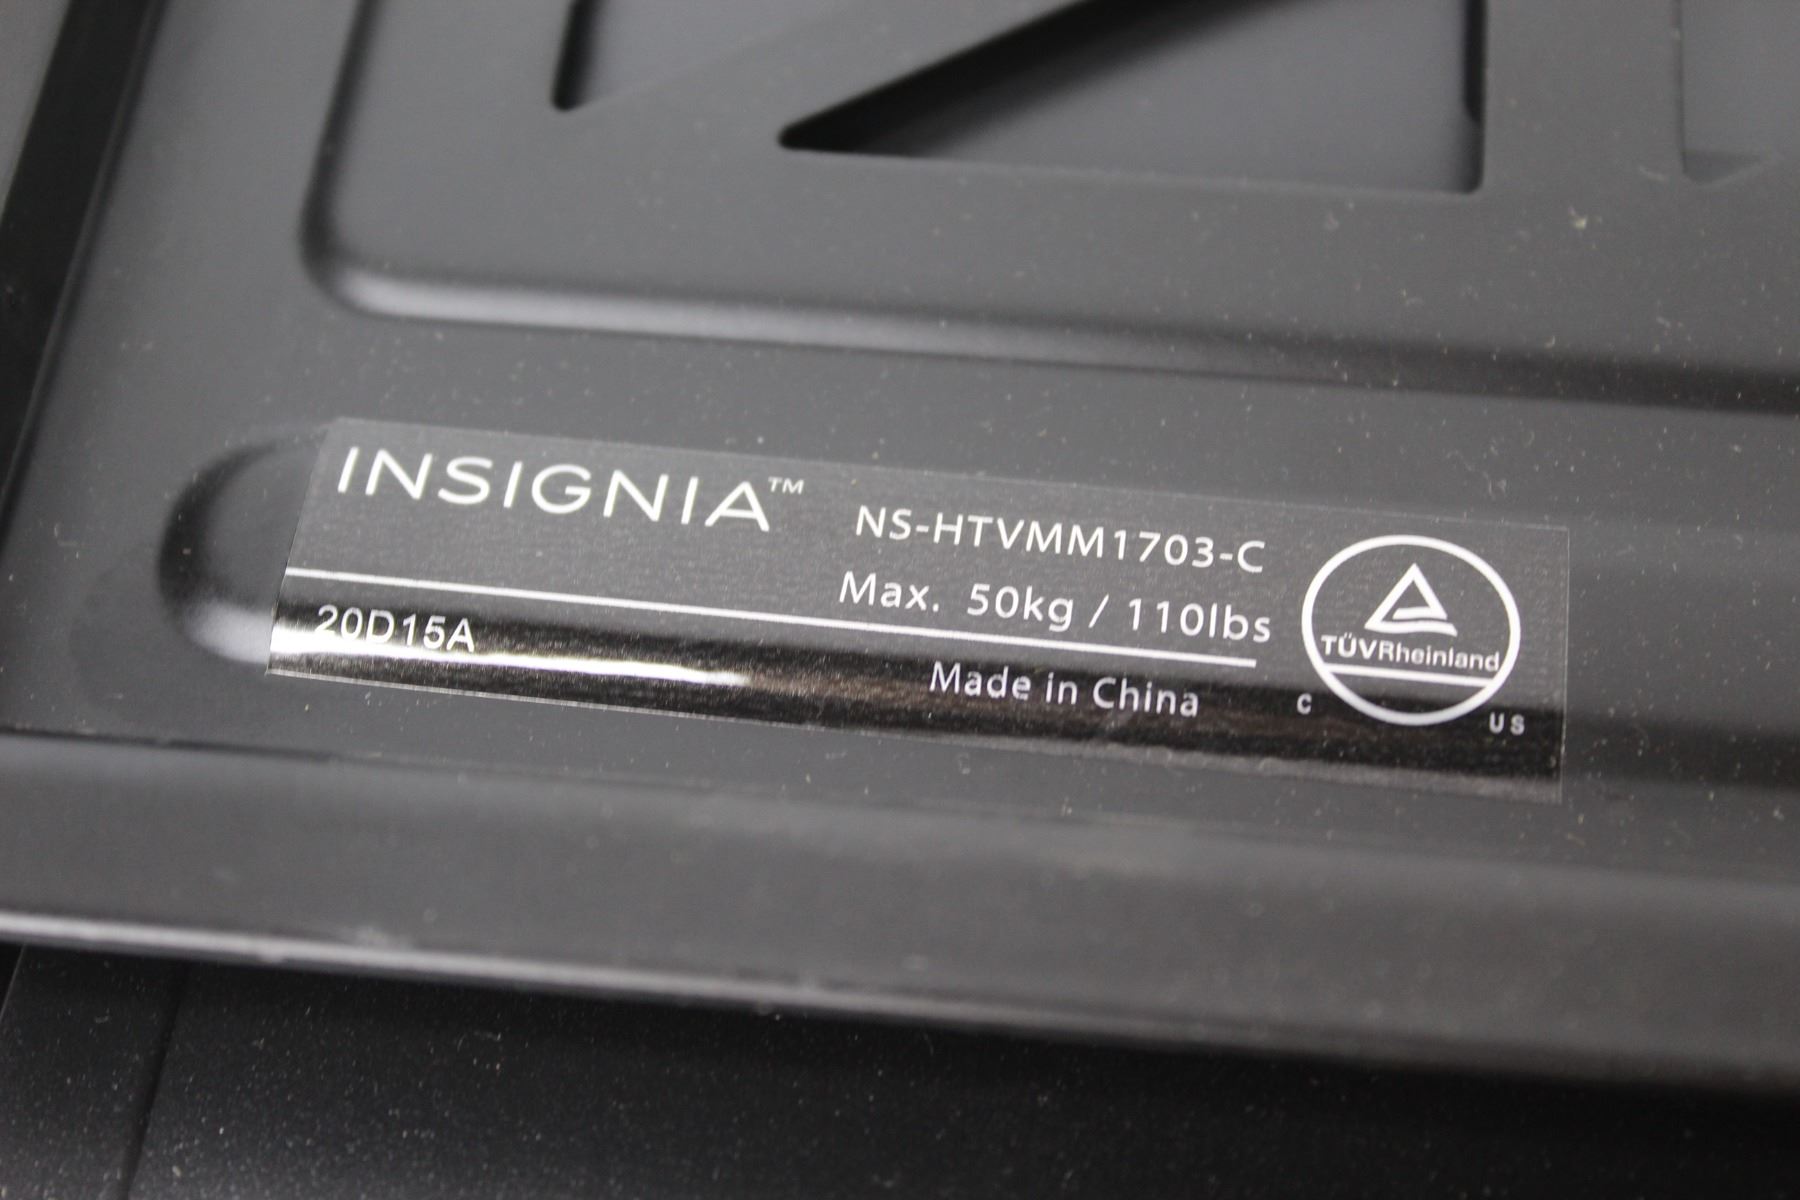 INSIGNIA™
NS-HTVMM1703-C
Max. 50kg / 110lbs
20D15A
Made in China
TÜVRheinland
C US